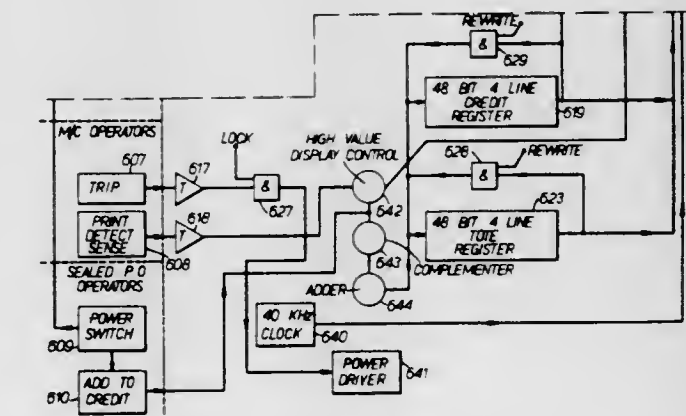 REWRITE
&
629
48 BIT 4 LINE
CREDIT
REGISTER
619
M/C OPERATORS
607
TRIP
T
617
LOCK
&
627
HIGH VALUE
DISPLAY CONTROL
642
628
&
REWRITE
PRINT
DETECT
SENSE
608
T
618
623
48 BIT 4 LINE
TOTE
REGISTER
643
COMPLEMENTER
SEALED P O
OPERATORS
ADDER
644
POWER
SWITCH
609
40 KHz
CLOCK
640
ADD TO
CREDIT
610
POWER
DRIVER
641